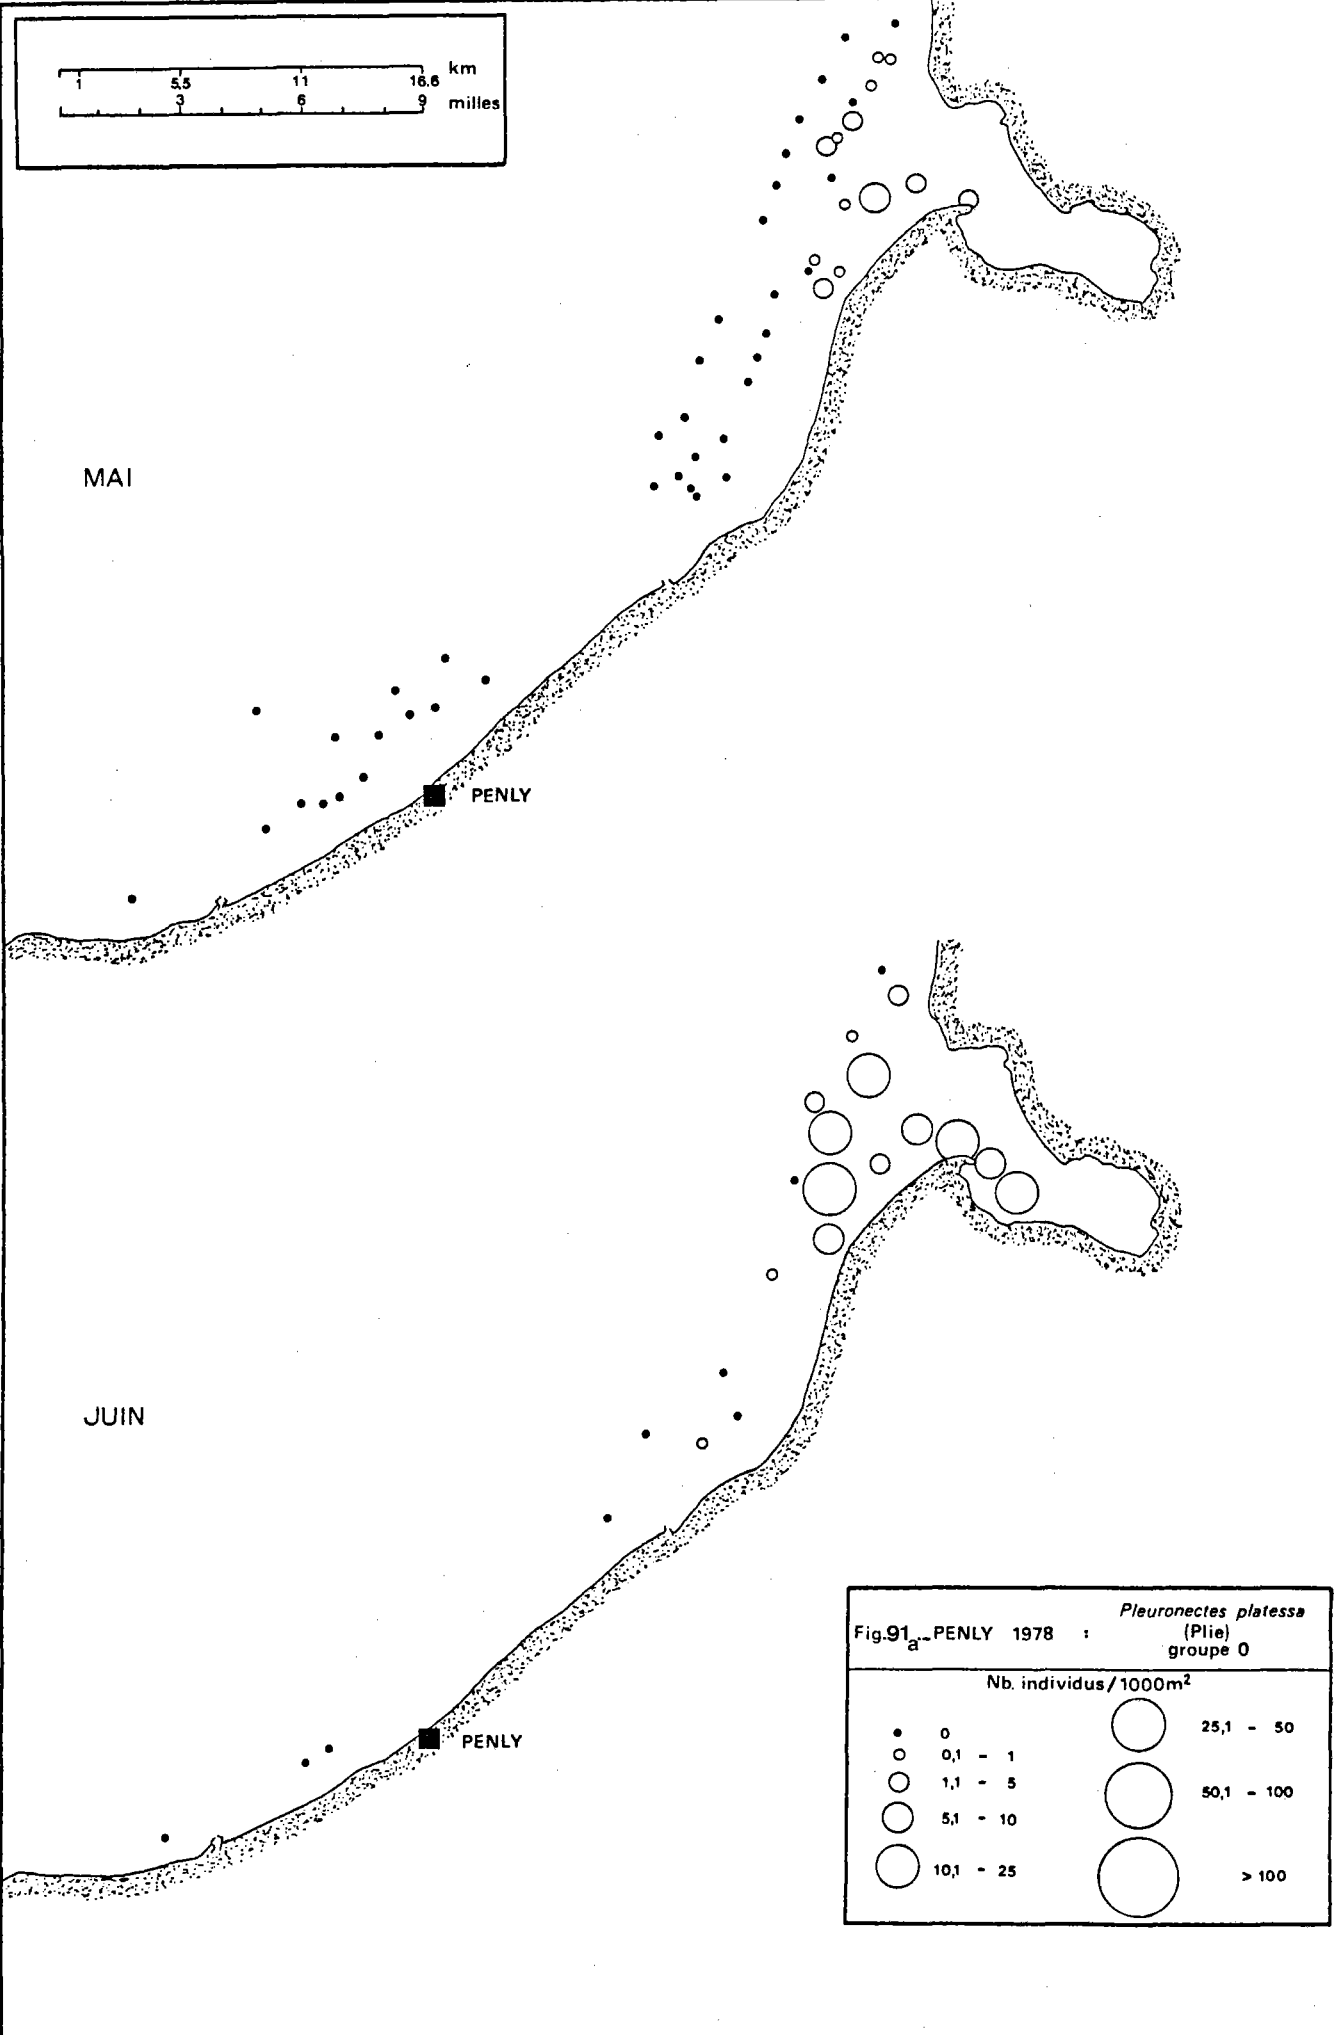 km
1 5.5 11 16.6
3 6 9 milles
MAI
PENLY
JUIN
PENLY
Fig.91a.- PENLY 1978 : Pleuronectes platessa
(Plie)
groupe 0
Nb. individus/1000m²
0
0,1 - 1
1,1 - 5
5,1 - 10
10,1 - 25
25,1 - 50
50,1 - 100
> 100